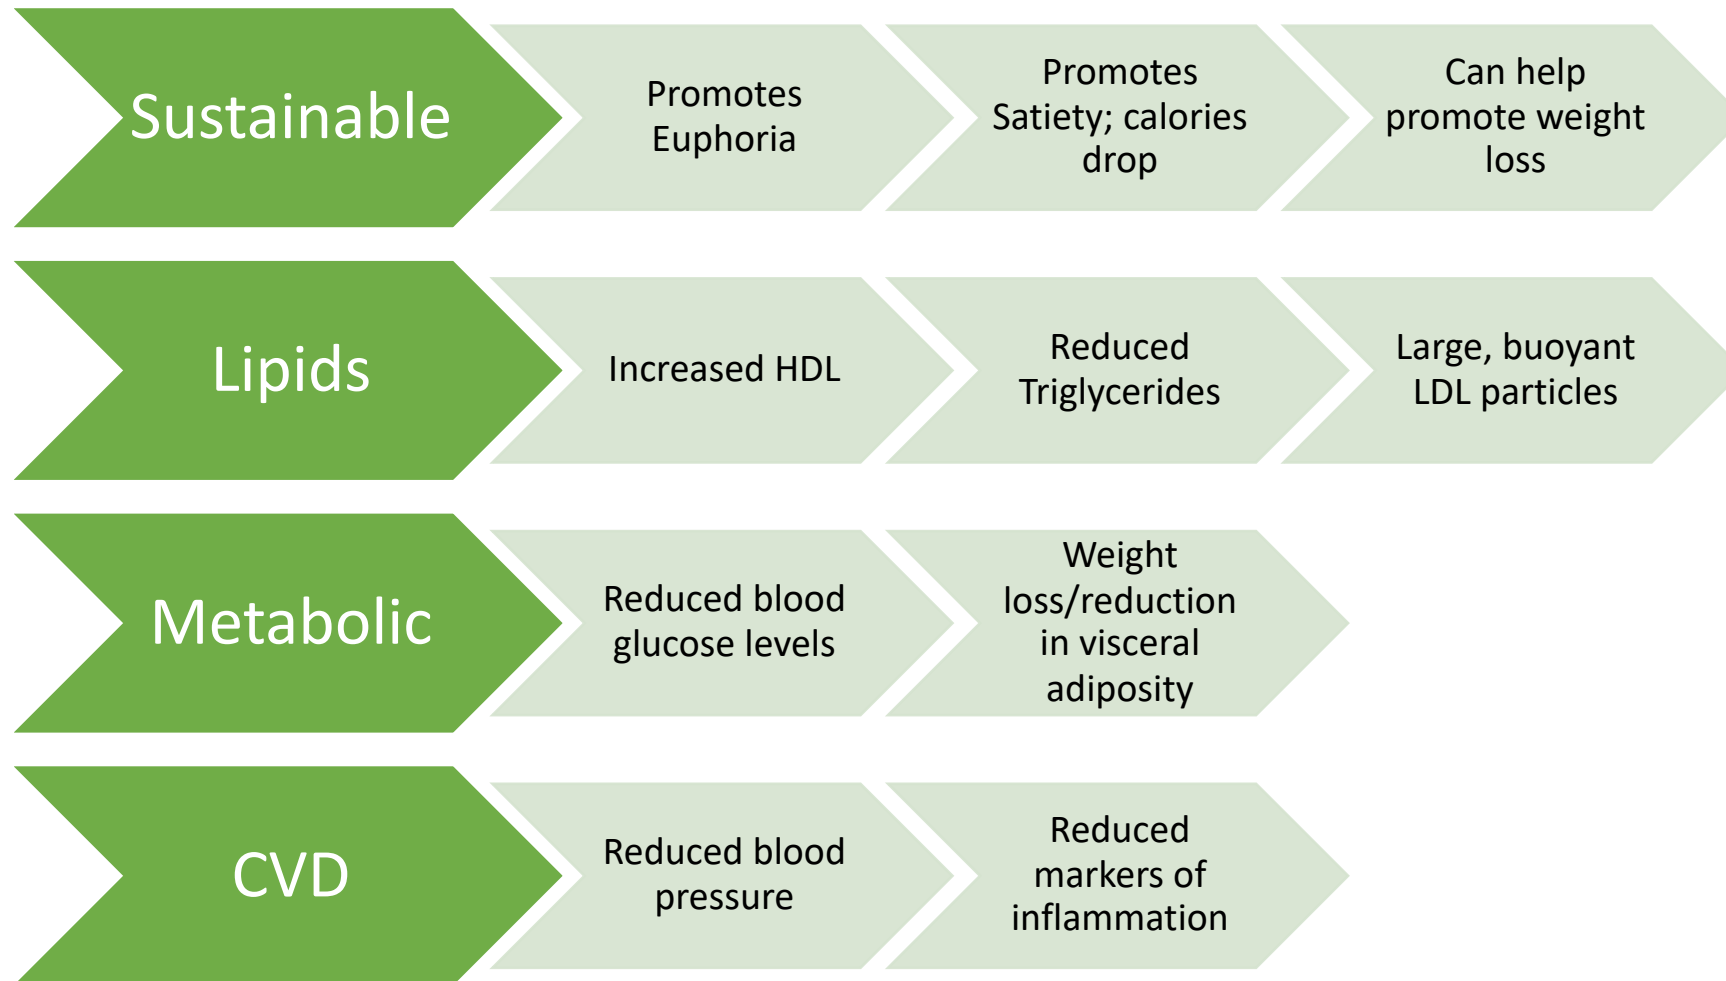 Sustainable
Promotes
Euphoria
Promotes
Satiety; calories
drop
Can help
promote weight
loss
Lipids
Increased HDL
Reduced
Triglycerides
Large, buoyant
LDL particles
Metabolic
Reduced blood
glucose levels
Weight
loss/reduction
in visceral
adiposity
CVD
Reduced blood
pressure
Reduced
markers of
inflammation